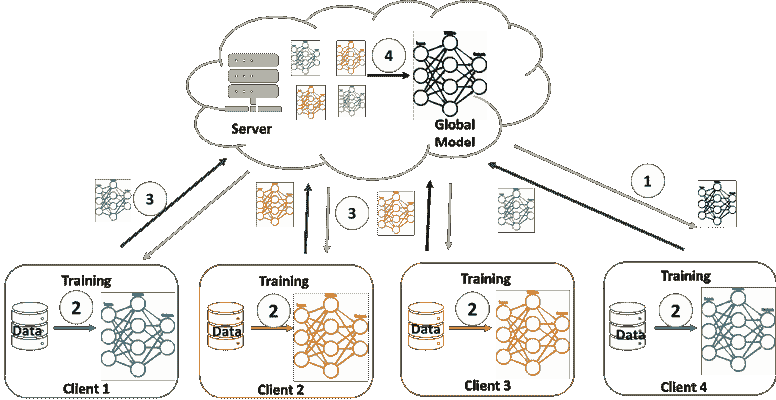 4
Server
Global
Model
3
3
1
Training
Data
2
Client 1
Training
Data
2
Client 2
Training
Data
2
Client 3
Training
Data
2
Client 4